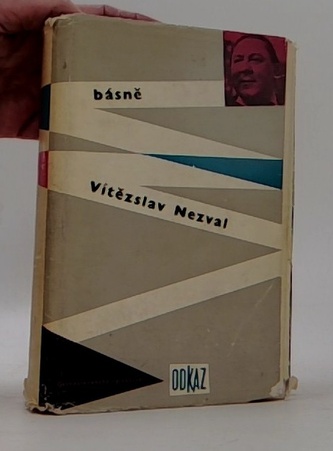 básně
Vítězslav Nezval
ODKAZ